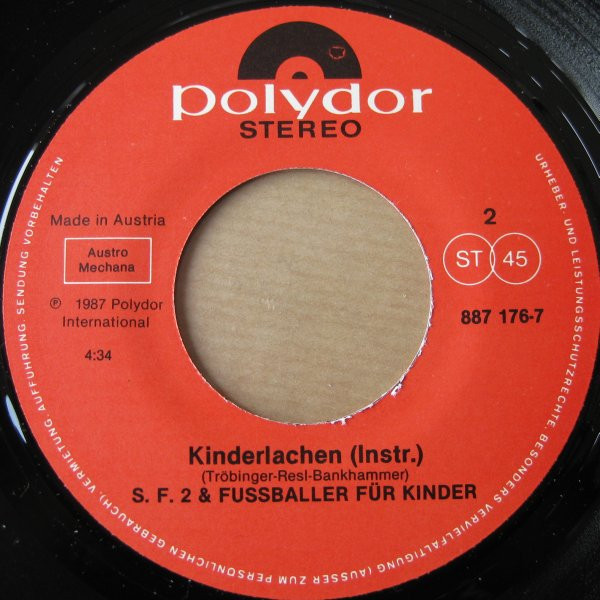 polydor
STEREO
Made in Austria
Austro
Mechana
℗ 1987 Polydor
International
4:34
2
ST 45
887 176-7
Kinderlachen (Instr.)
(Tröbinger-Resl-Bankhammer)
S. F. 2 & FUSSBALLER FÜR KINDER
URHEBER- UND LEISTUNGSSCHUTZRECHTE, BESONDERS VERVIELFÄLTIGUNG (AUSSER ZUM PERSÖNLICHEN GEBRAUCH), VERMIETUNG, AUFFÜHRUNG, SENDUNG VORBEHALTEN